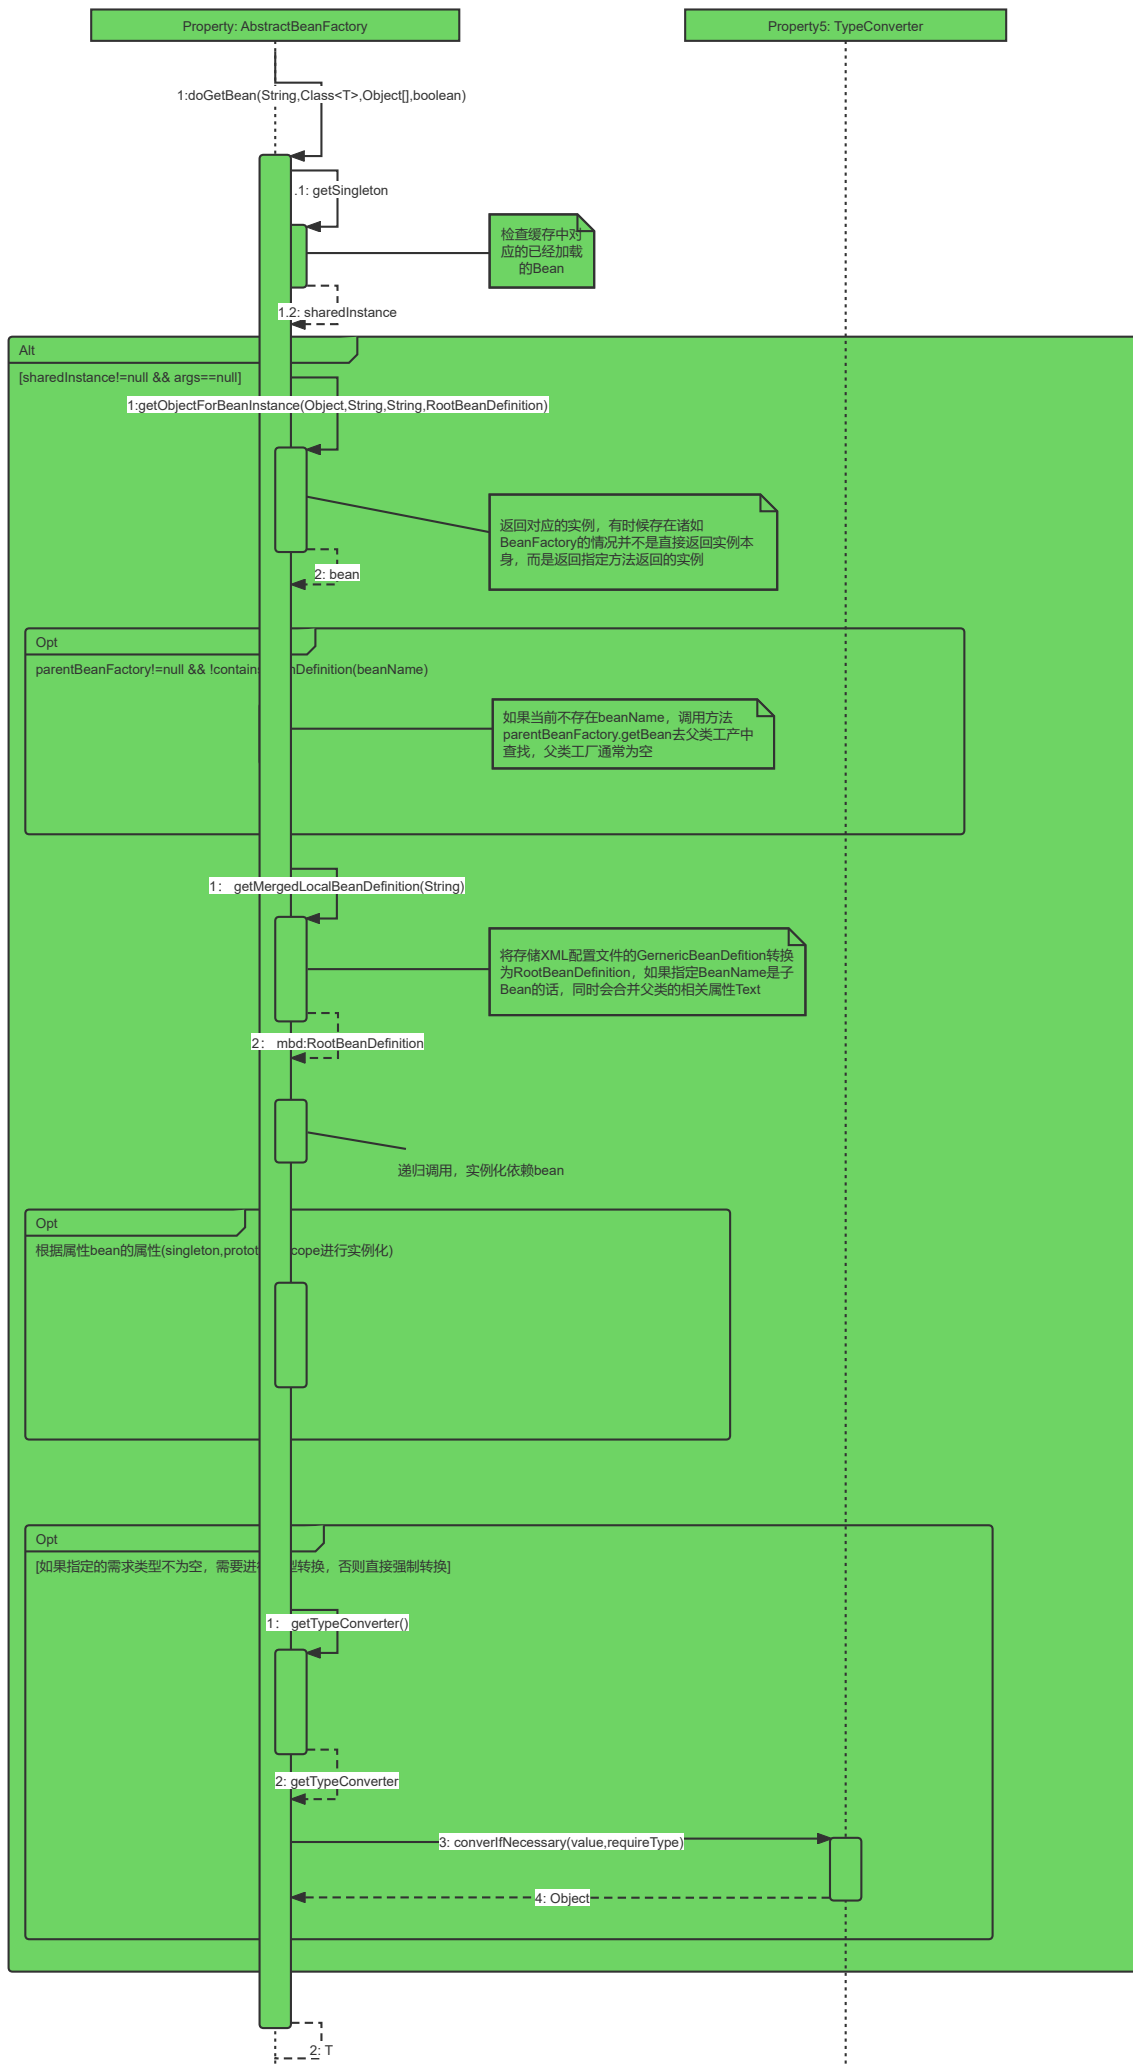 Property: AbstractBeanFactory
Property5: TypeConverter
1:doGetBean(String,Class<T>,Object[],boolean)
.1: getSingleton
检查缓存中对
应的已经加载
的Bean
1.2: sharedInstance
Alt
[sharedInstance!=null && args==null]
1:getObjectForBeanInstance(Object,String,String,RootBeanDefinition)
返回对应的实例，有时候存在诸如
BeanFactory的情况并不是直接返回实例本
身，而是返回指定方法返回的实例
2: bean
Opt
parentBeanFactory!=null && !contains nDefinition(beanName)
如果当前不存在beanName，调用方法
parentBeanFactory.getBean去父类工产中
查找，父类工厂通常为空
1： getMergedLocalBeanDefinition(String)
将存储XML配置文件的GernericBeanDefition转换
为RootBeanDefinition，如果指定BeanName是子
Bean的话，同时会合并父类的相关属性Text
2： mbd:RootBeanDefinition
递归调用，实例化依赖bean
Opt
根据属性bean的属性(singleton,protot cope进行实例化)
Opt
[如果指定的需求类型不为空，需要进 型转换，否则直接强制转换]
1： getTypeConverter()
2: getTypeConverter
3: converIfNecessary(value,requireType)
4: Object
2: T